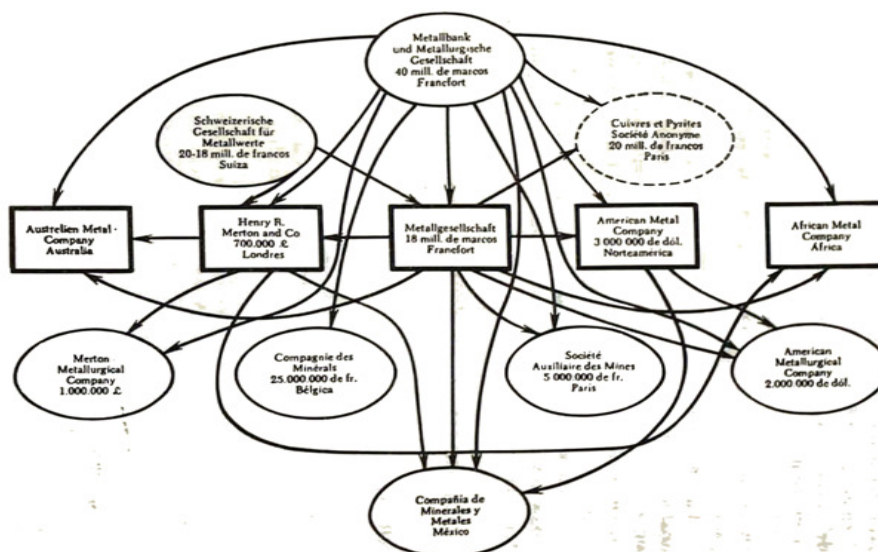 Metallbank
und Metallurgische
Gesellschaft
40 mill. de marcos
Francfort
Schweizerische
Gesellschaft für
Metallwerte
20-18 mill. de francos
Suiza
Cuivres et Pyrites
Société Anonyme
20 mill. de francos
Paris
Australien Metal -
Company
Australia
Henry R.
Merton and Co
700.000 £
Londres
Metallgesellschaft
18 mill. de marcos
Francfort
American Metal
Company
3 000 000 de dól.
Norteamérica
African Metal
Company
Africa
Merton
Metallurgical
Company
1.000.000 £
Compagnie des
Minérals
25.000.000 de fr.
Bélgica
Société
Auxiliaire des Mines
5 000 000 de fr.
Paris
American
Metallurgical
Company
2.000.000 de dól.
Compañía de
Minerales y
Metales
México